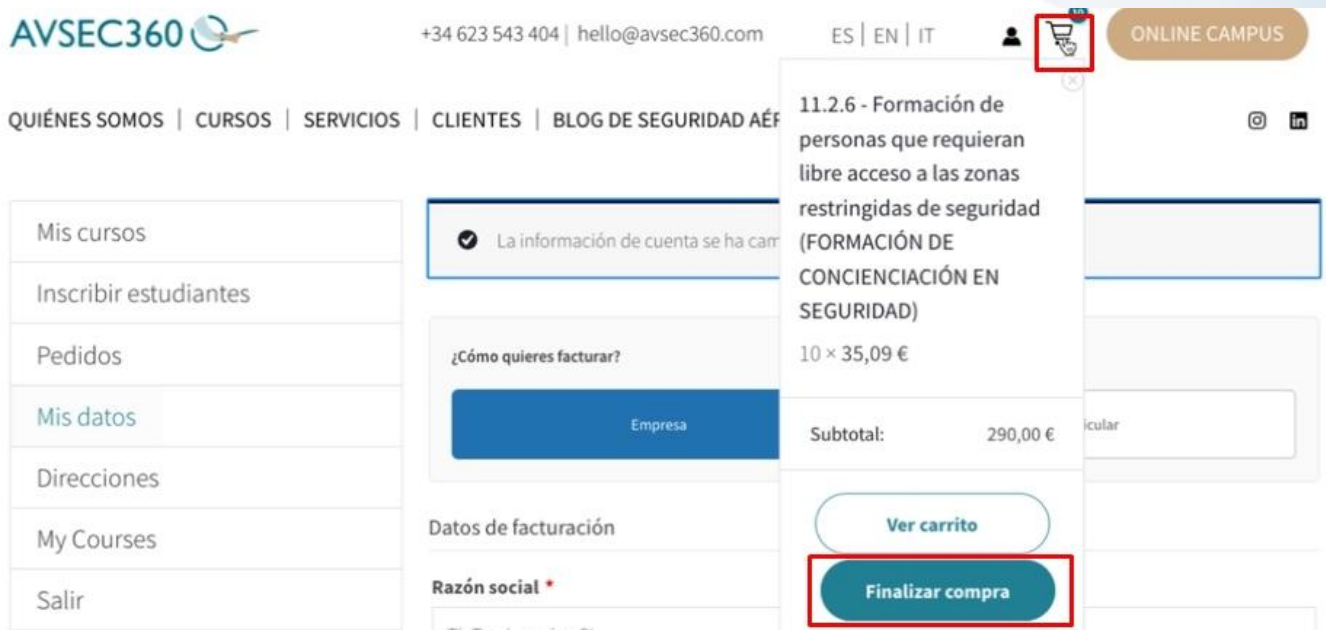 AVSEC360
+34 623 543 404 | hello@avsec360.com
ES | EN | IT
10
ONLINE CAMPUS
QUIÉNES SOMOS | CURSOS | SERVICIOS | CLIENTES | BLOG DE SEGURIDAD
in
Mis cursos
Inscribir estudiantes
Pedidos
Mis datos
Direcciones
My Courses
Salir
La información de cuenta se ha
¿Cómo quieres facturar?
Empresa
Datos de facturación
Razón social *
11.2.6 - Formación de
personas que requieran
libre acceso a las zonas
restringidas de seguridad
(FORMACIÓN DE
CONCIENCIACIÓN EN
SEGURIDAD)
10 × 35,09 €
Subtotal: 290,00 €
Ver carrito
Finalizar compra